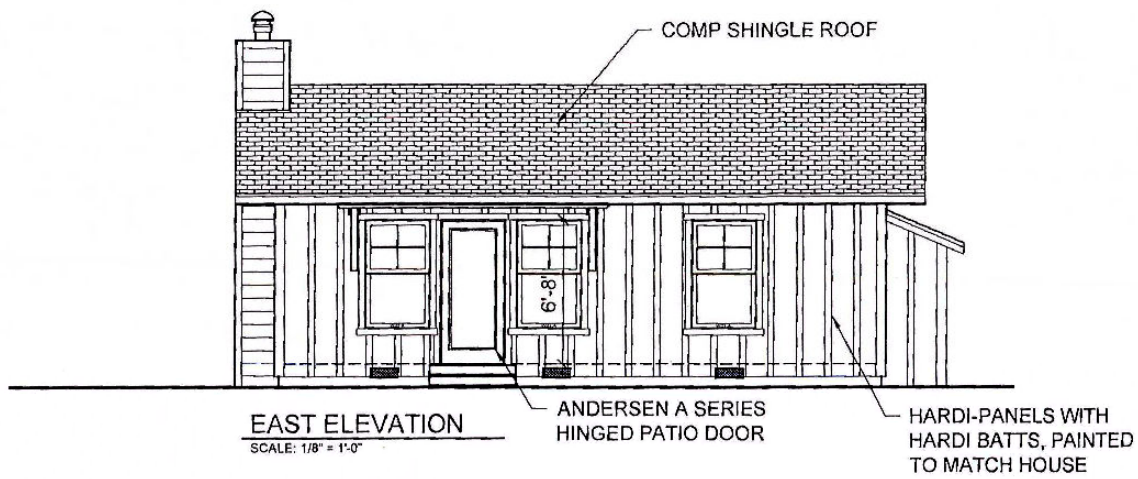 COMP SHINGLE ROOF
6'-8'
EAST ELEVATION
SCALE: 1/8" = 1'-0"
ANDERSEN A SERIES
HINGED PATIO DOOR
HARDI-PANELS WITH
HARDI BATTS, PAINTED
TO MATCH HOUSE